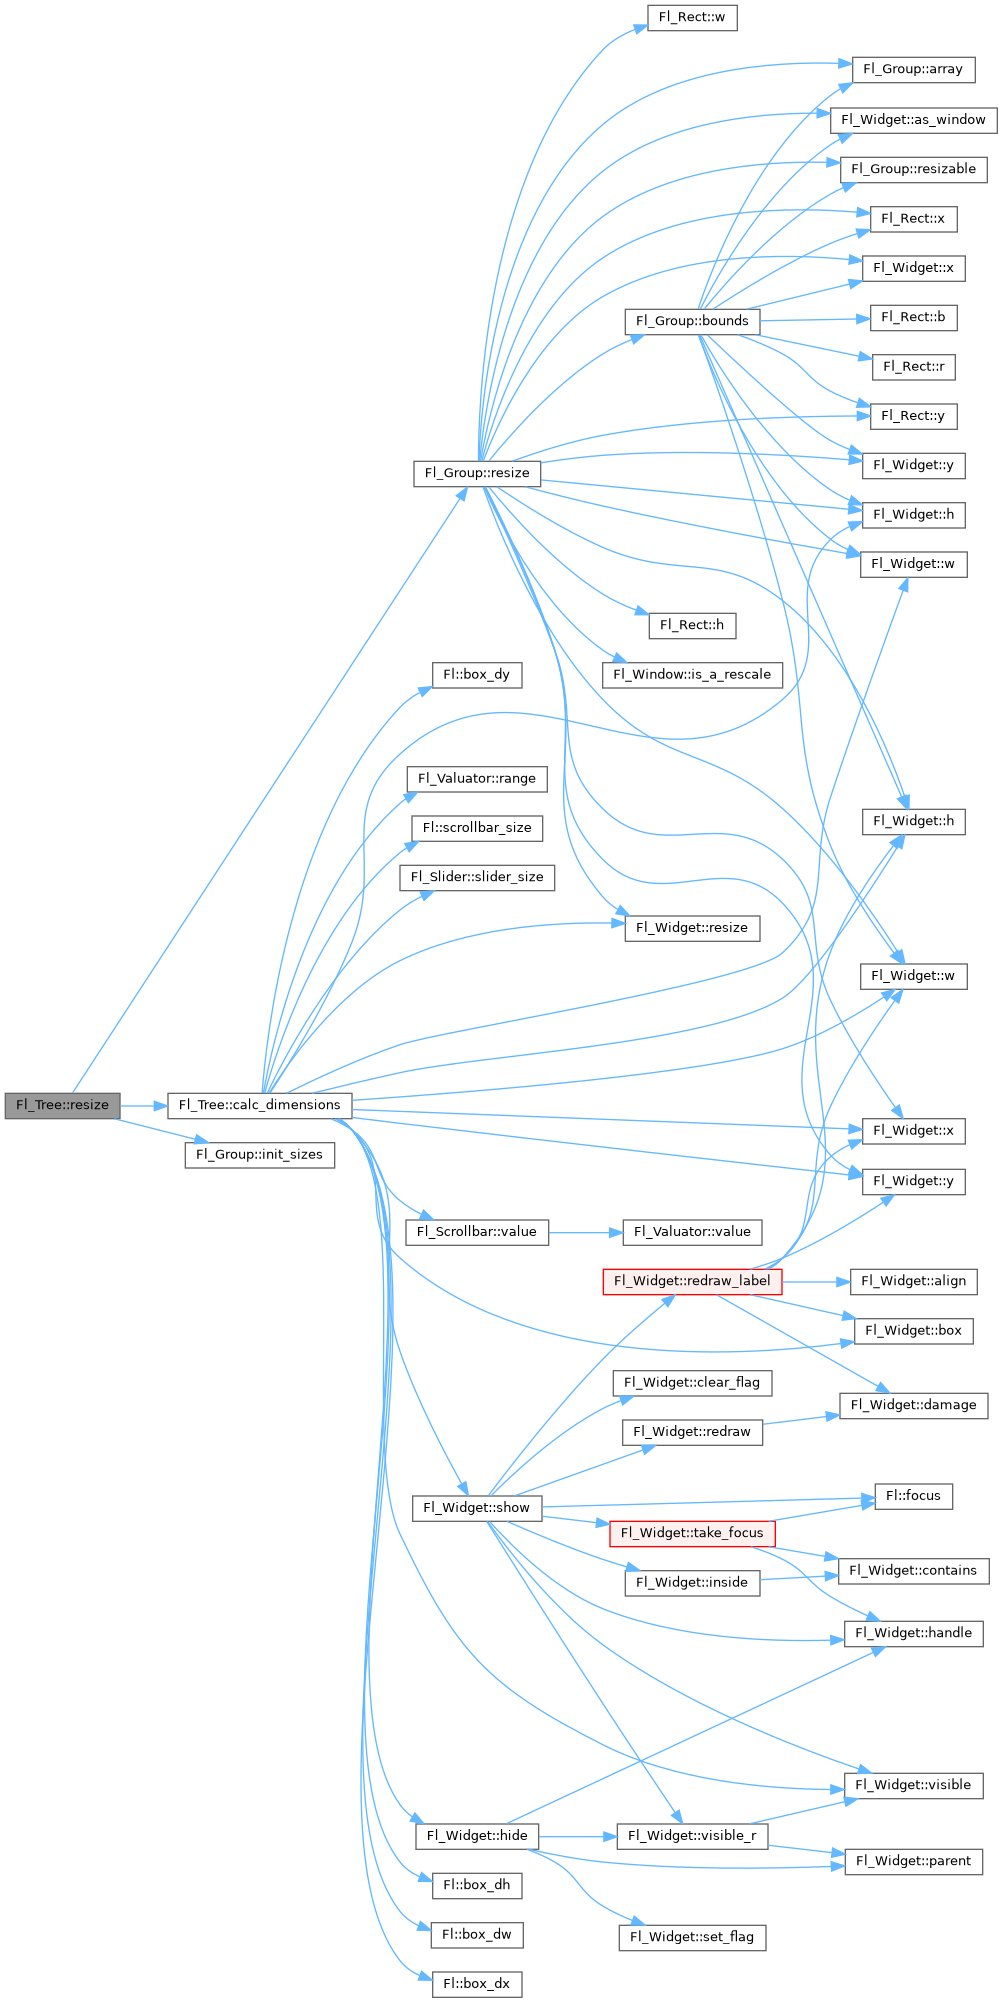 Fl_Rect::w
Fl_Group::array
Fl_Widget::as_window
Fl_Group::resizable
Fl_Rect::x
Fl_Widget::x
Fl_Group::bounds
Fl_Rect::b
Fl_Rect::r
Fl_Rect::y
Fl_Widget::y
Fl_Group::resize
Fl_Widget::h
Fl_Widget::w
Fl_Rect::h
Fl_Window::is_a_rescale
Fl::box_dy
Fl_Valuator::range
Fl_Widget::h
Fl::scrollbar_size
Fl_Slider::slider_size
Fl_Widget::resize
Fl_Widget::w
Fl_Tree::resize
Fl_Tree::calc_dimensions
Fl_Widget::x
Fl_Group::init_sizes
Fl_Widget::y
Fl_Scrollbar::value
Fl_Valuator::value
Fl_Widget::redraw_label
Fl_Widget::align
Fl_Widget::box
Fl_Widget::clear_flag
Fl_Widget::damage
Fl_Widget::redraw
Fl::focus
Fl_Widget::show
Fl_Widget::take_focus
Fl_Widget::contains
Fl_Widget::inside
Fl_Widget::handle
Fl_Widget::visible
Fl_Widget::hide
Fl_Widget::visible_r
Fl_Widget::parent
Fl::box_dh
Fl::box_dw
Fl_Widget::set_flag
Fl::box_dx